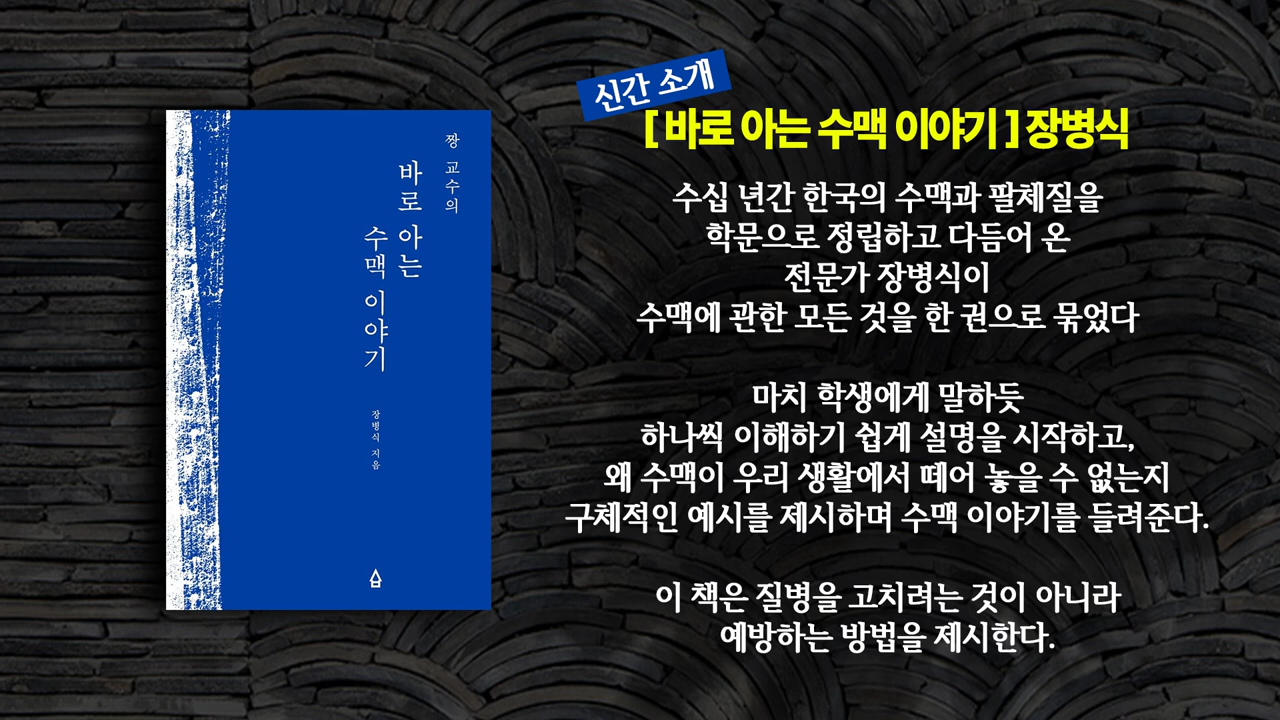 짱 교수의
바로 아는
수맥 이야기
장병식 지음
신간 소개
[ 바로 아는 수맥 이야기 ] 장병식
수십 년간 한국의 수맥과 팔체질을
학문으로 정립하고 다듬어 온
전문가 장병식이
수맥에 관한 모든 것을 한 권으로 묶었다
마치 학생에게 말하듯
하나씩 이해하기 쉽게 설명을 시작하고,
왜 수맥이 우리 생활에서 떼어 놓을 수 없는지
구체적인 예시를 제시하며 수맥 이야기를 들려준다.
이 책은 질병을 고치려는 것이 아니라
예방하는 방법을 제시한다.